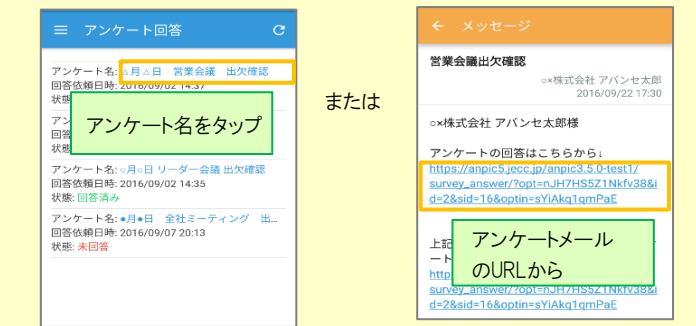 アンケート回答
アンケート名: △月△日 営業会議 出欠確認
回答依頼日時: 2016/09/02 14:37
状態
アンケート名をタップ
アン
回答
状態
アンケート名: ○月○日 リーダー会議 出欠確認
回答依頼日時: 2016/09/02 14:35
状態: 回答済み
アンケート名: ●月●日 全社ミーティング 出...
回答依頼日時: 2016/09/07 20:13
状態: 未回答
または
メッセージ
営業会議出欠確認
○×株式会社 アバンセ太郎
2016/09/22 17:30
○×株式会社 アバンセ太郎様
アンケートの回答はこちらから↓
https://anpic5.jecc.jp/anpic3.5.0-test1/
survey_answer/?opt=nJH7HS5Z1Nkfv38&i
d=2&sid=16&optin=sYiAkq1qmPaE
アンケートメール
のURLから
上記
ート
http
survey_answer/?opt=nJH7HS5Z1Nkfv38&i
d=2&sid=16&optin=sYiAkq1qmPaE